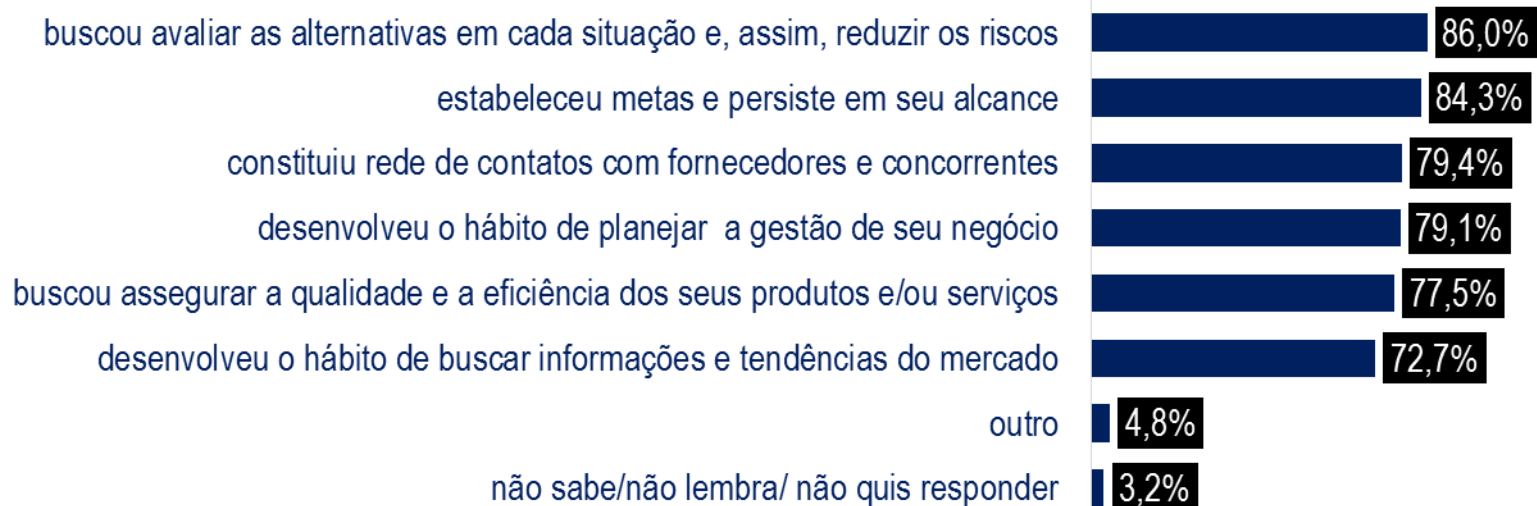 buscou avaliar as alternativas em cada situação e, assim, reduzir os riscos 86,0%
estabeleceu metas e persiste em seu alcance 84,3%
constituiu rede de contatos com fornecedores e concorrentes 79,4%
desenvolveu o hábito de planejar a gestão de seu negócio 79,1%
buscou assegurar a qualidade e a eficiência dos seus produtos e/ou serviços 77,5%
desenvolveu o hábito de buscar informações e tendências do mercado 72,7%
outro 4,8%
não sabe/não lembra/ não quis responder 3,2%